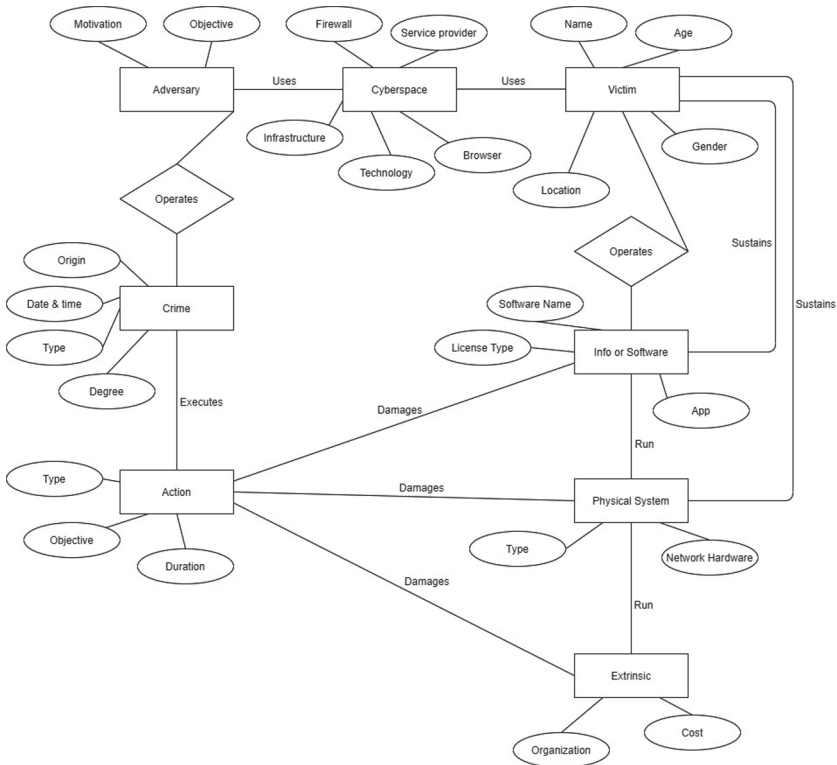 Motivation
Objective
Firewall
Service provider
Name
Age
Adversary
Uses
Cyberspace
Uses
Victim
Infrastructure
Technology
Browser
Location
Gender
Operates
Operates
Sustains
Sustains
Origin
Date & time
Type
Degree
Crime
Software Name
License Type
Info or Software
App
Executes
Damages
Run
Type
Action
Objective
Duration
Damages
Physical System
Type
Network Hardware
Damages
Run
Extrinsic
Organization
Cost